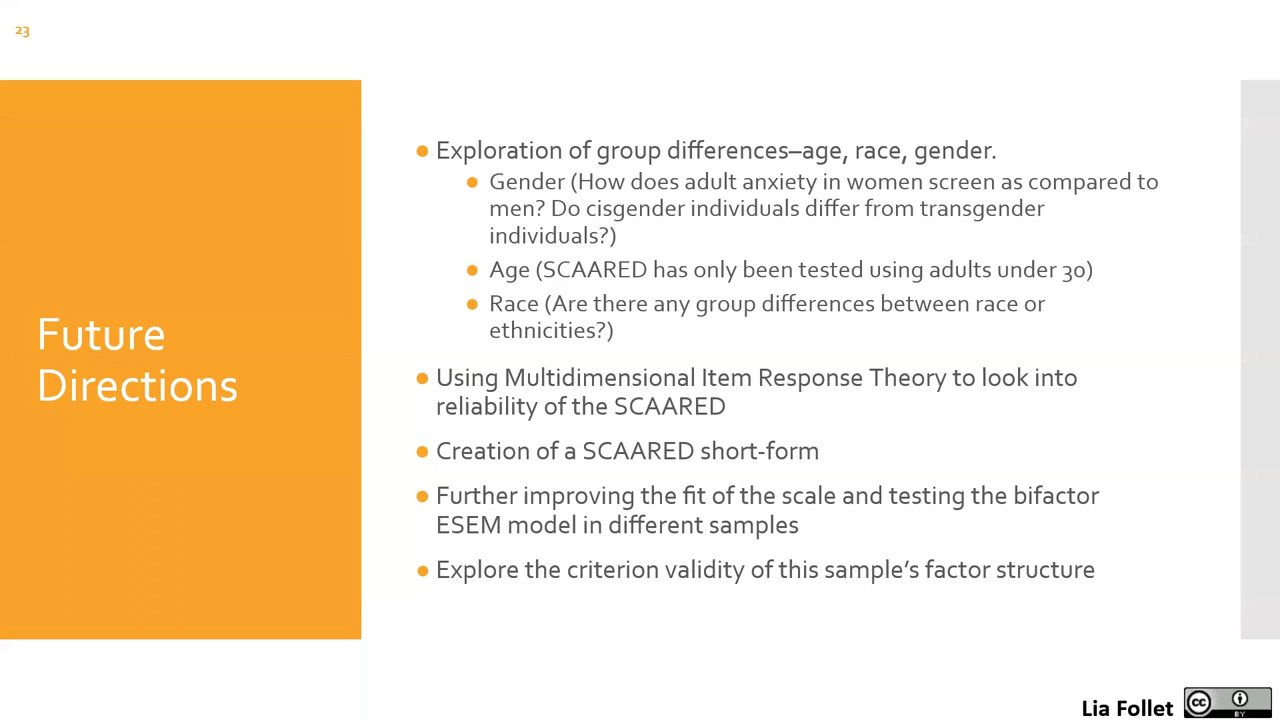 23
Future
Directions
• Exploration of group differences–age, race, gender.
• Gender (How does adult anxiety in women screen as compared to
men? Do cisgender individuals differ from transgender
individuals?)
• Age (SCAARED has only been tested using adults under 30)
• Race (Are there any group differences between race or
ethnicities?)
• Using Multidimensional Item Response Theory to look into
reliability of the SCAARED
• Creation of a SCAARED short-form
• Further improving the fit of the scale and testing the bifactor
ESEM model in different samples
• Explore the criterion validity of this sample’s factor structure
Lia Follet
cc
BY